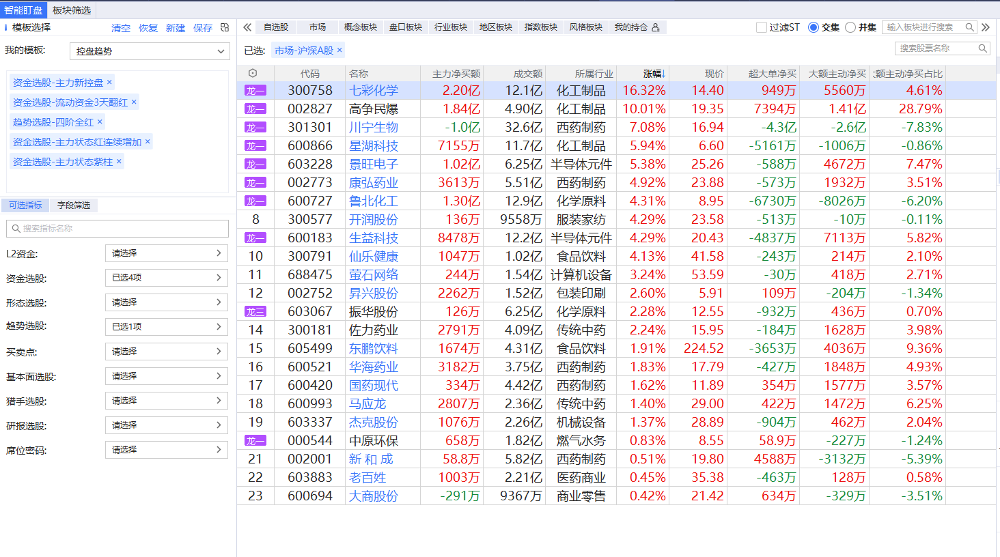 智能盯盘 板块筛选
模板选择 清空 恢复 新建 保存
我的模板: 控盘趋势
资金选股-主力新控盘 ×
资金选股-流动资金3天翻红 ×
趋势选股-四阶全红 ×
资金选股-主力状态红连续增加 ×
资金选股-主力状态紫柱 ×
可选指标 字段筛选
搜索指标名称
L2资金: 请选择
资金选股: 已选4项
形态选股: 请选择
趋势选股: 已选1项
买卖点: 请选择
基本面选股: 请选择
猎手选股: 请选择
研报选股: 请选择
席位密码: 请选择
自选股 市场 概念板块 盘口板块 行业板块 地区板块 指数板块 风格板块 我的持仓 过滤ST 交集 并集 输入板块进行搜索
已选: 市场-沪深A股 × 搜索股票名称
代码 名称 主力净买额 成交额 所属行业 涨幅↓ 现价 超大单净买 大额主动净买 额主动净买占比
龙一 300758 七彩化学 2.20亿 12.1亿 化工制品 16.32% 14.40 949万 5560万 4.61%
龙一 002827 高争民爆 1.84亿 4.90亿 化工制品 10.01% 19.35 7394万 1.41亿 28.79%
龙一 301301 川宁生物 -1.0亿 32.6亿 西药制药 7.08% 16.94 -4.3亿 -2.6亿 -7.83%
龙一 600866 星湖科技 7155万 11.7亿 化工制品 5.94% 6.60 -5161万 -1006万 -0.86%
龙一 603228 景旺电子 1.02亿 6.25亿 半导体元件 5.38% 25.26 -588万 4672万 7.47%
龙一 002773 康弘药业 3613万 5.51亿 西药制药 4.92% 23.88 -573万 1932万 3.51%
龙一 600727 鲁北化工 1.30亿 12.9亿 化学原料 4.31% 8.95 -6730万 -8026万 -6.20%
8 300577 开润股份 136万 9558万 服装家纺 4.29% 23.58 -513万 -10万 -0.11%
龙一 600183 生益科技 8478万 12.2亿 半导体元件 4.29% 20.43 -4837万 7113万 5.82%
10 300791 仙乐健康 1047万 1.02亿 食品饮料 4.13% 41.58 -243万 214万 2.10%
11 688475 萤石网络 244万 1.54亿 计算机设备 3.24% 53.59 -30万 418万 2.71%
12 002752 昇兴股份 2262万 1.52亿 包装印刷 2.60% 5.91 109万 -204万 -1.34%
龙三 603067 振华股份 126万 6.25亿 化学原料 2.28% 12.55 -932万 436万 0.70%
14 300181 佐力药业 2791万 4.09亿 传统中药 2.24% 15.95 -184万 1628万 3.98%
15 605499 东鹏饮料 1674万 4.31亿 食品饮料 1.91% 224.52 -3653万 4036万 9.36%
16 600521 华海药业 3182万 3.75亿 西药制药 1.83% 17.79 -427万 1848万 4.93%
17 600420 国药现代 334万 4.42亿 西药制药 1.62% 11.89 354万 1577万 3.57%
18 600993 马应龙 2807万 2.36亿 传统中药 1.40% 29.00 422万 1472万 6.25%
19 603337 杰克股份 1076万 2.26亿 机械设备 1.37% 28.89 -904万 462万 2.04%
龙一 000544 中原环保 658万 1.82亿 燃气水务 0.83% 8.55 58.9万 -227万 -1.24%
21 002001 新 和 成 58.8万 5.82亿 西药制药 0.51% 19.80 4588万 -3132万 -5.39%
22 603883 老百姓 1003万 2.21亿 医药商业 0.45% 35.38 -463万 128万 0.58%
23 600694 大商股份 -291万 9367万 商业零售 0.42% 21.42 634万 -329万 -3.51%